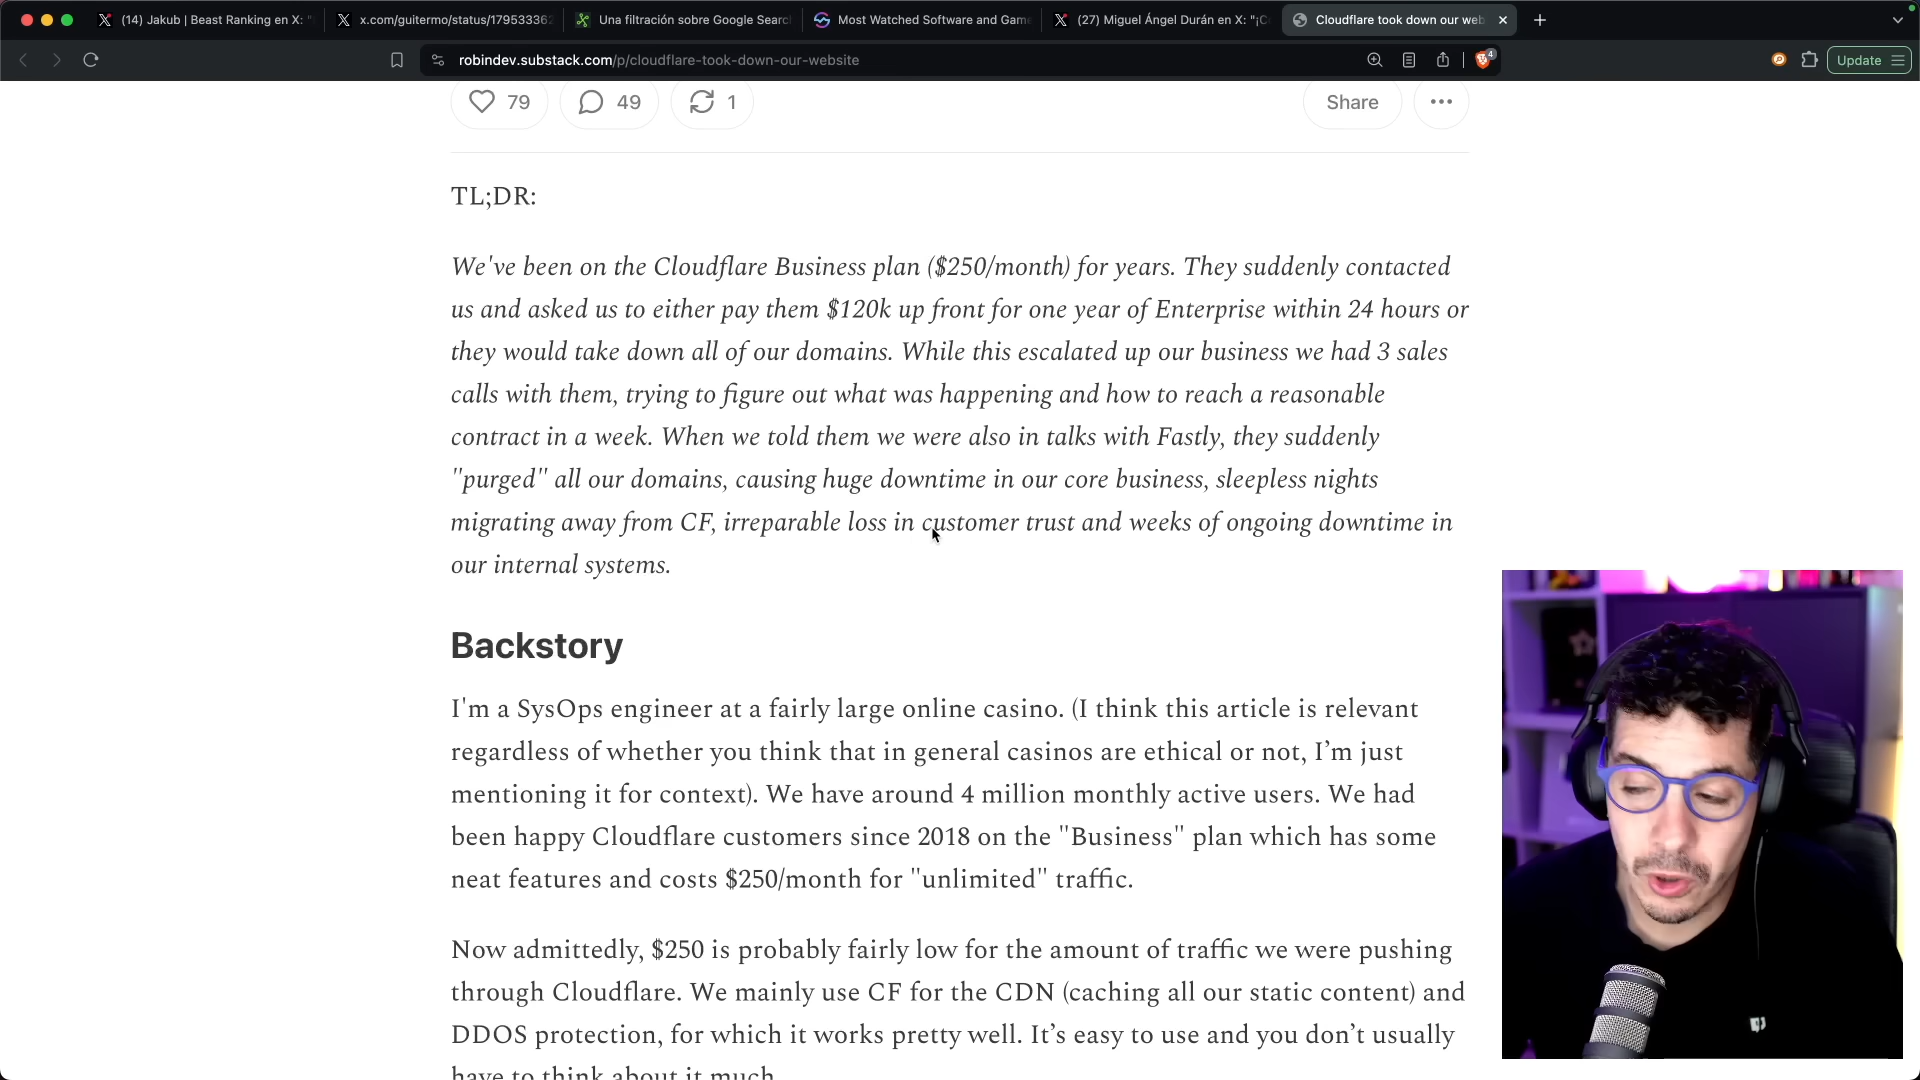 (14) Jakub | Beast Ranking en X: "
x.com/guitermo/status/179533362
Una filtración sobre Google Searc
Most Watched Software and Game
(27) Miguel Ángel Durán en X: "¡C
Cloudflare took down our web
robindev.substack.com/p/cloudflare-took-down-our-website
4
Update
79
49
1
Share
TL;DR:
We've been on the Cloudflare Business plan ($250/month) for years. They suddenly contacted
us and asked us to either pay them $120k up front for one year of Enterprise within 24 hours or
they would take down all of our domains. While this escalated up our business we had 3 sales
calls with them, trying to figure out what was happening and how to reach a reasonable
contract in a week. When we told them we were also in talks with Fastly, they suddenly
"purged" all our domains, causing huge downtime in our core business, sleepless nights
migrating away from CF, irreparable loss in customer trust and weeks of ongoing downtime in
our internal systems.
Backstory
I'm a SysOps engineer at a fairly large online casino. (I think this article is relevant
regardless of whether you think that in general casinos are ethical or not, I’m just
mentioning it for context). We have around 4 million monthly active users. We had
been happy Cloudflare customers since 2018 on the "Business" plan which has some
neat features and costs $250/month for "unlimited" traffic.
Now admittedly, $250 is probably fairly low for the amount of traffic we were pushing
through Cloudflare. We mainly use CF for the CDN (caching all our static content) and
DDOS protection, for which it works pretty well. It’s easy to use and you don’t usually
have to think about it much.